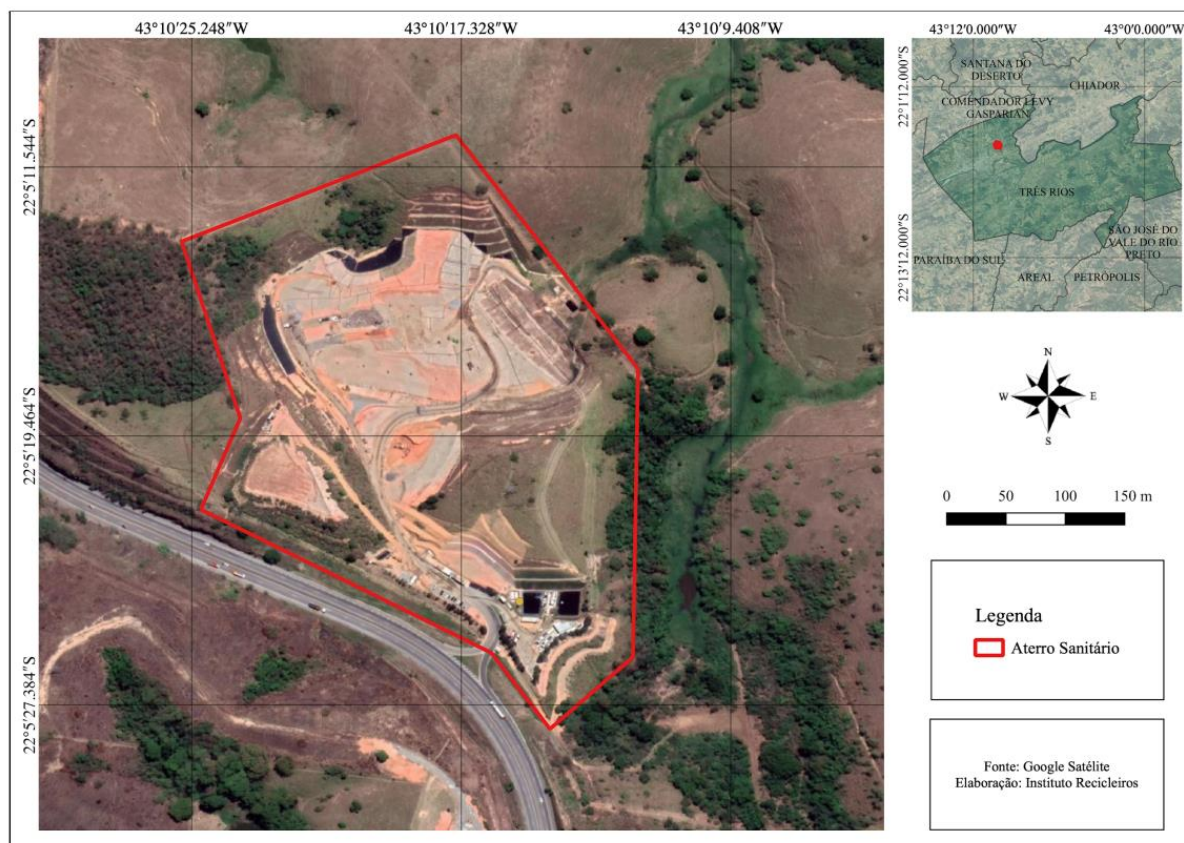 43°10'25.248"W
43°10'17.328"W
43°10'9.408"W
22°5'11.544"S
22°5'19.464"S
22°5'27.384"S
43°12'0.000"W
43°0'0.000"W
22°1'12.000"S
22°13'12.000"S
SANTANA DO
DESERTO
CHIADOR
COMENDADOR LEVY
GASPARIAN
TRÊS RIOS
SÃO JOSÉ DO
VALE DO RIO
PRETO
PARAÍBA DO SUL
AREAL
PETRÓPOLIS
N
W
E
S
0 50 100 150 m
Legenda
Aterro Sanitário
Fonte: Google Satélite
Elaboração: Instituto Recicleiros